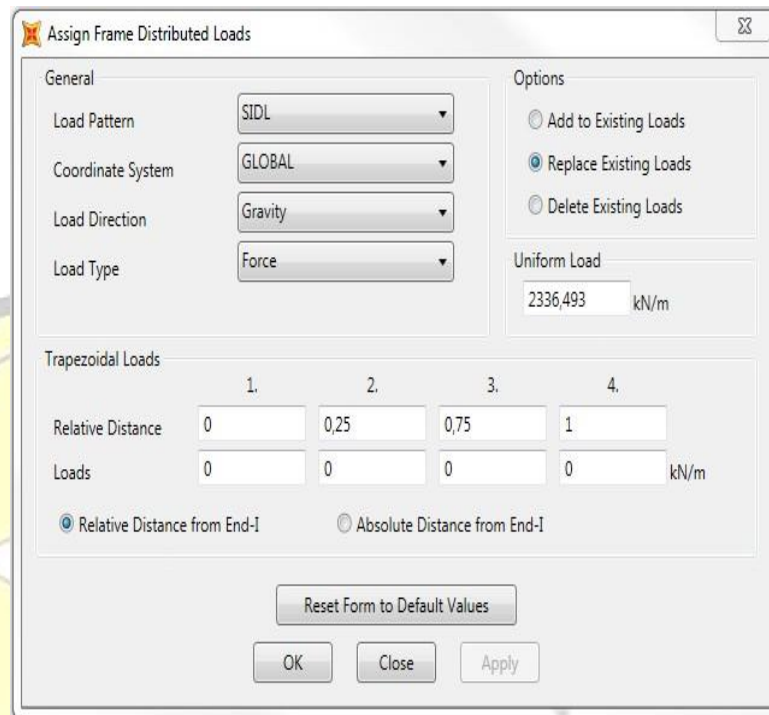 Assign Frame Distributed Loads
General
Load Pattern SIDL
Coordinate System GLOBAL
Load Direction Gravity
Load Type Force
Options
Add to Existing Loads
Replace Existing Loads
Delete Existing Loads
Uniform Load
2336,493 kN/m
Trapezoidal Loads
1. 2. 3. 4.
Relative Distance 0 0,25 0,75 1
Loads 0 0 0 0 kN/m
Relative Distance from End-I Absolute Distance from End-I
Reset Form to Default Values
OK Close Apply